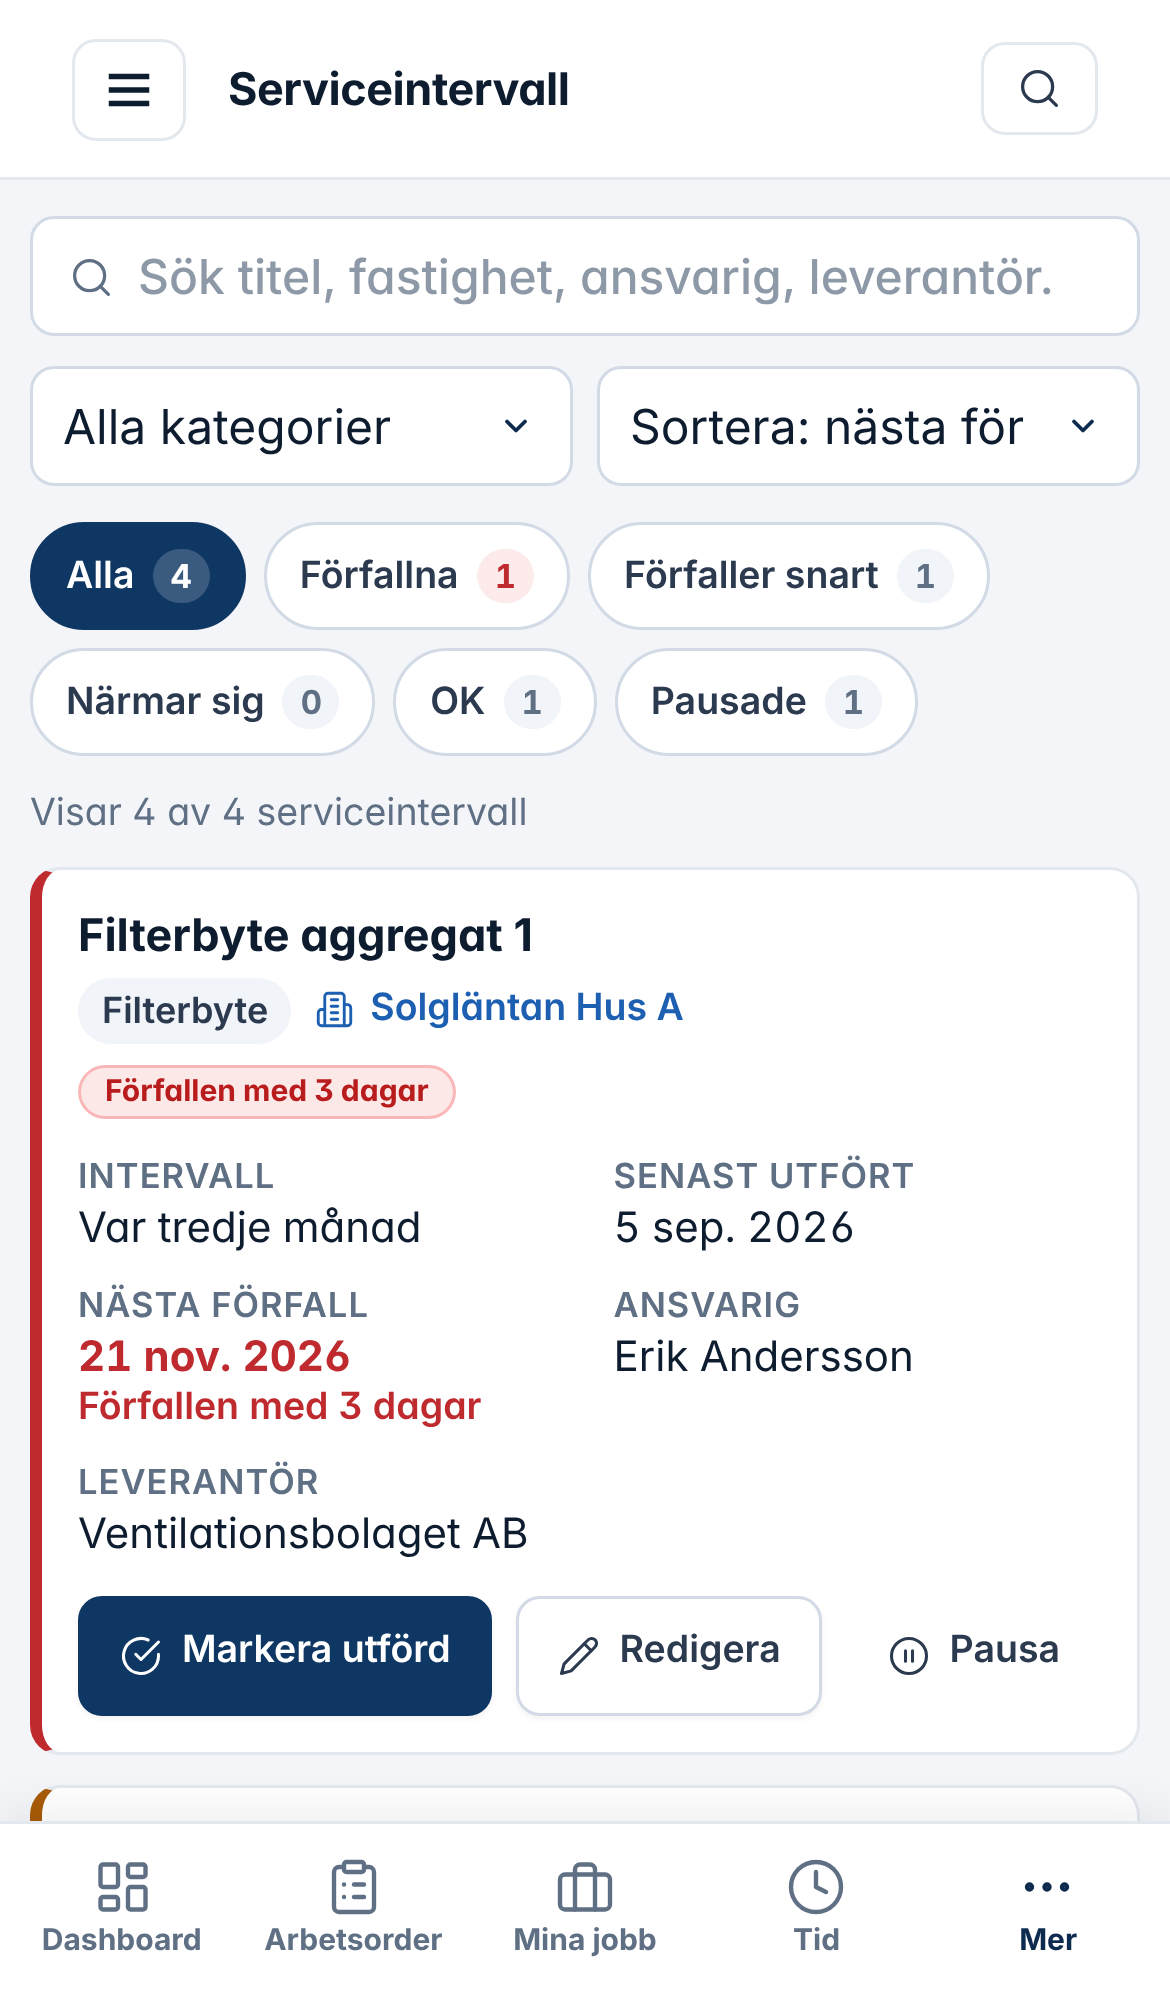 Serviceintervall
Sök titel, fastighet, ansvarig, leverantör.
Alla kategorier
Sortera: nästa för
Alla 4
Förfallna 1
Förfaller snart 1
Närmar sig 0
OK 1
Pausade 1
Visar 4 av 4 serviceintervall
Filterbyte aggregat 1
Filterbyte
Solgläntan Hus A
Förfallen med 3 dagar
INTERVALL
Var tredje månad
SENAST UTFÖRT
5 sep. 2026
NÄSTA FÖRFALL
21 nov. 2026
Förfallen med 3 dagar
ANSVARIG
Erik Andersson
LEVERANTÖR
Ventilationsbolaget AB
Markera utförd
Redigera
Pausa
Dashboard
Arbetsorder
Mina jobb
Tid
Mer